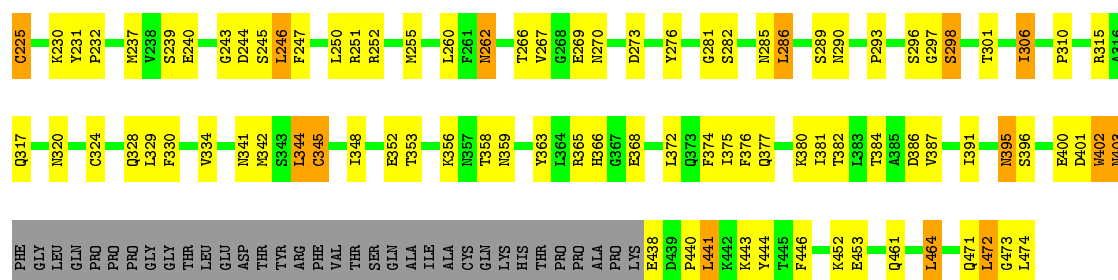 C225 K230 Y231 P232 M237 V238 S239 E240 G243 D244 S245 L246 F247 L250 R251 R252 M255 L260 F261 N262 T266 V267 G268 E269 N270 D273 Y276 G281 S282 N285 L286 S289 N290 P293 S296 G297 S298 T301 I306 P310 R315 A316
Q317 N320 C324 Q328 L329 F330 V334 N341 M342 S343 L344 C345 I348 E352 T353 K356 N357 T358 N359 Y363 L364 R365 H366 G367 E368 L372 Q373 F374 I375 F376 Q377 K380 I381 T382 L383 T384 A385 D386 V387 I391 N395 S396 E400 D401 W402
PHE GLY LEU GLN PRO PRO PRO GLY GLY THR LEU GLU ASP THR TYR ARG PHE VAL THR SER GLN ALA ILE ALA CYS GLN LYS HIS THR PRO PRO ALA PRO LYS E438 D439 P440 L441 K442 K443 Y444 T445 F446 K452 E453 Q461 L464 Q471 L472 G473 L474